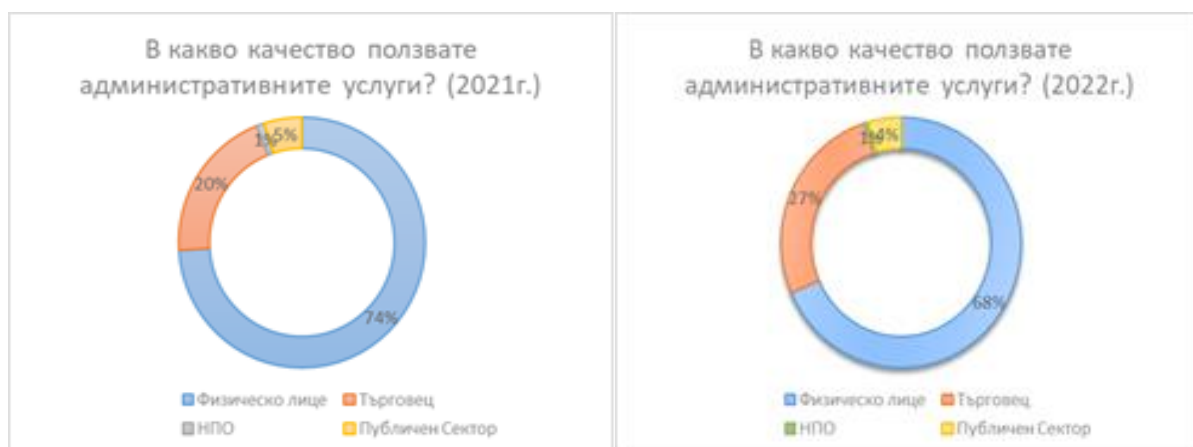 В какво качество ползвате
административните услуги? (2021г.)
1%
5%
20%
74%
Физическо лице
Търговец
НПО
Публичен Сектор
В какво качество ползвате
административните услуги? (2022г.)
1%
4%
27%
68%
Физическо лице
Търговец
НПО
Публичен Сектор